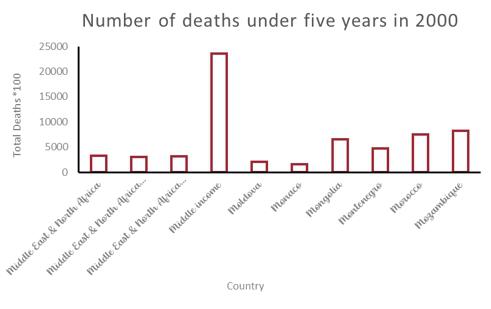 Number of deaths under five years in 2000
Total Deaths *100
25000
20000
15000
10000
5000
0
Middle East & North Africa
Middle East & North Africa...
Middle East & North Africa...
Middle income
Moldova
Monaco
Mongolia
Montenegro
Morocco
Mozambique
Country